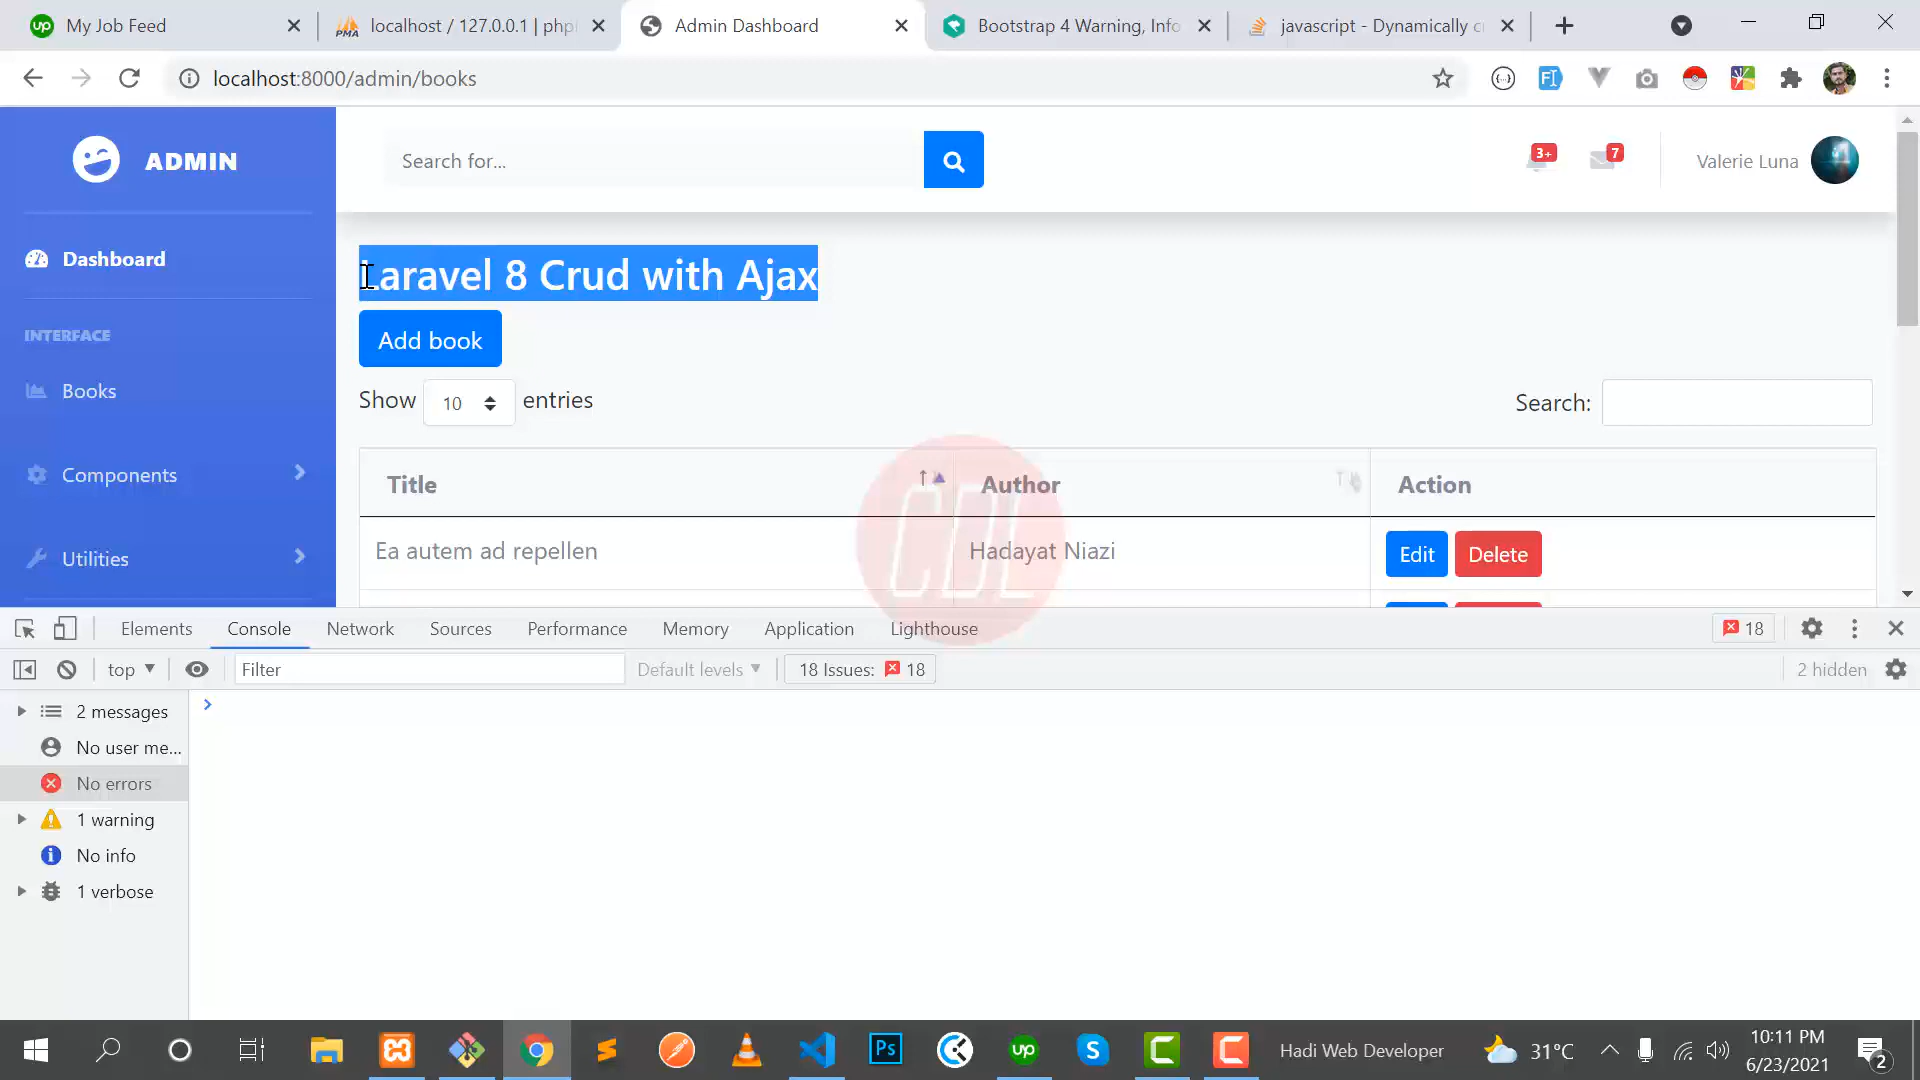 My Job Feed
localhost / 127.0.0.1 | php
Admin Dashboard
Bootstrap 4 Warning, Info
javascript - Dynamically c
localhost:8000/admin/books
ADMIN
Search for...
3+
7
Valerie Luna
Dashboard
INTERFACE
Books
Components
Utilities
Laravel 8 Crud with Ajax
Add book
Show 10 entries
Search:
Title
Author
Action
Ea autem ad repellen
Hadayat Niazi
Edit
Delete
CDL
Elements
Console
Network
Sources
Performance
Memory
Application
Lighthouse
18
top
Filter
Default levels
18 Issues:
18
2 hidden
2 messages
No user me...
No errors
1 warning
No info
1 verbose
Hadi Web Developer
31°C
10:11 PM
6/23/2021
2